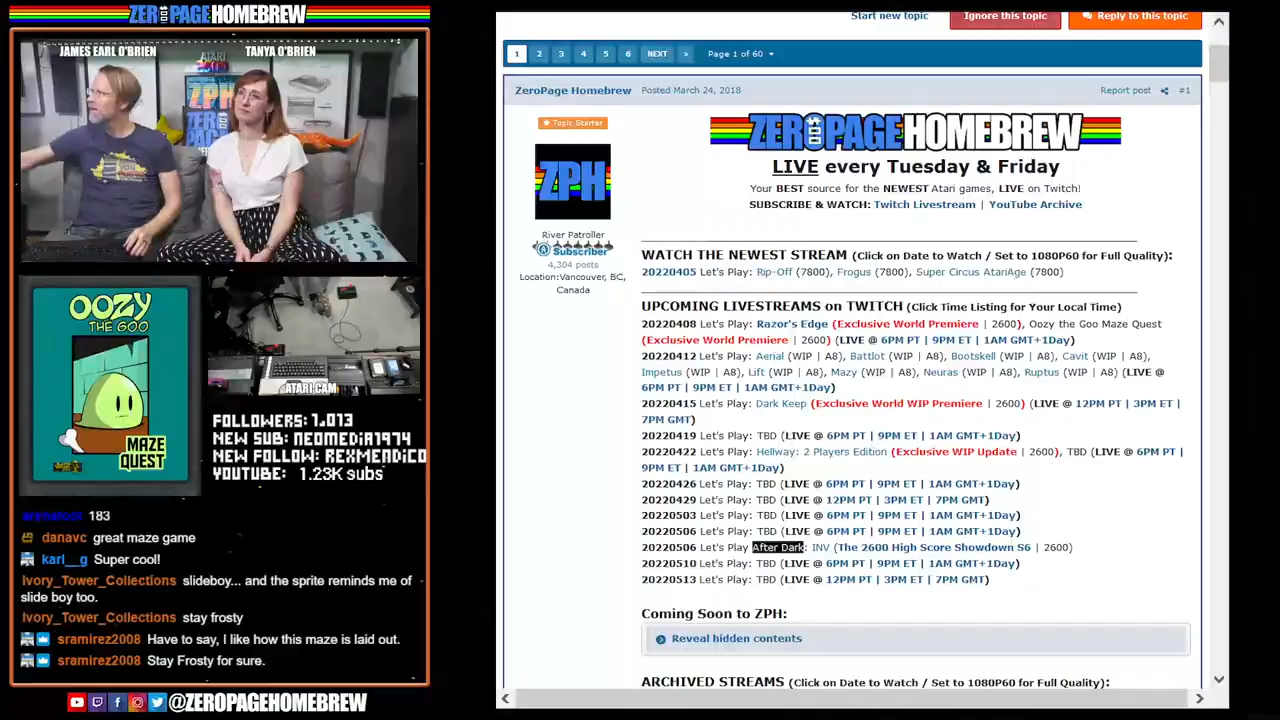 ZEROPAGE HOMEBREW
JAMES EARL O'BRIEN
TANYA O'BRIEN
ATARI
ZPH
OOZY
THE GOO
MAZE
QUEST
ATARI CAM
FOLLOWERS: 1,013
NEW SUB: NEOMEDIA1974
NEW FOLLOW: REXMENDICO
YOUTUBE: 1.23K subs
183
danavc great maze game
karl__g Super cool!
Ivory_Tower_Collections slideboy... and the sprite reminds me of
slide boy too.
Ivory_Tower_Collections stay frosty
sramirez2008 Have to say, I like how this maze is laid out.
sramirez2008 Stay Frosty for sure.
@ZEROPAGEHOMEBREW
Start new topic
Ignore this topic
Reply to this topic
1 2 3 4 5 6 NEXT » Page 1 of 60
ZeroPage Homebrew Posted March 24, 2018
Report post #1
Topic Starter
ZPH
River Patroller
Subscriber
4,304 posts
Location:Vancouver, BC,
Canada
ZEROPAGE HOMEBREW
LIVE every Tuesday & Friday
Your BEST source for the NEWEST Atari games, LIVE on Twitch!
SUBSCRIBE & WATCH: Twitch Livestream | YouTube Archive
WATCH THE NEWEST STREAM (Click on Date to Watch / Set to 1080P60 for Full Quality):
20220405 Let's Play: Rip-Off (7800), Frogus (7800), Super Circus AtariAge (7800)
UPCOMING LIVESTREAMS on TWITCH (Click Time Listing for Your Local Time)
20220408 Let's Play: Razor's Edge (Exclusive World Premiere | 2600), Oozy the Goo Maze Quest
(Exclusive World Premiere | 2600) (LIVE @ 6PM PT | 9PM ET | 1AM GMT+1Day)
20220412 Let's Play: Aerial (WIP | A8), Battlot (WIP | A8), Bootskell (WIP | A8), Cavit (WIP | A8),
Impetus (WIP | A8), Lift (WIP | A8), Mazy (WIP | A8), Neuras (WIP | A8), Ruptus (WIP | A8) (LIVE @
6PM PT | 9PM ET | 1AM GMT+1Day)
20220415 Let's Play: Dark Keep (Exclusive World WIP Premiere | 2600) (LIVE @ 12PM PT | 3PM ET |
7PM GMT)
20220419 Let's Play: TBD (LIVE @ 6PM PT | 9PM ET | 1AM GMT+1Day)
20220422 Let's Play: Hellway: 2 Players Edition (Exclusive WIP Update | 2600), TBD (LIVE @ 6PM PT |
9PM ET | 1AM GMT+1Day)
20220426 Let's Play: TBD (LIVE @ 6PM PT | 9PM ET | 1AM GMT+1Day)
20220429 Let's Play: TBD (LIVE @ 12PM PT | 3PM ET | 7PM GMT)
20220503 Let's Play: TBD (LIVE @ 6PM PT | 9PM ET | 1AM GMT+1Day)
20220506 Let's Play: TBD (LIVE @ 6PM PT | 9PM ET | 1AM GMT+1Day)
20220506 Let's Play After Dark: INV (The 2600 High Score Showdown S6 | 2600)
20220510 Let's Play: TBD (LIVE @ 6PM PT | 9PM ET | 1AM GMT+1Day)
20220513 Let's Play: TBD (LIVE @ 12PM PT | 3PM ET | 7PM GMT)
Coming Soon to ZPH:
Reveal hidden contents
ARCHIVED STREAMS (Click on Date to Watch / Set to 1080P60 for Full Quality):